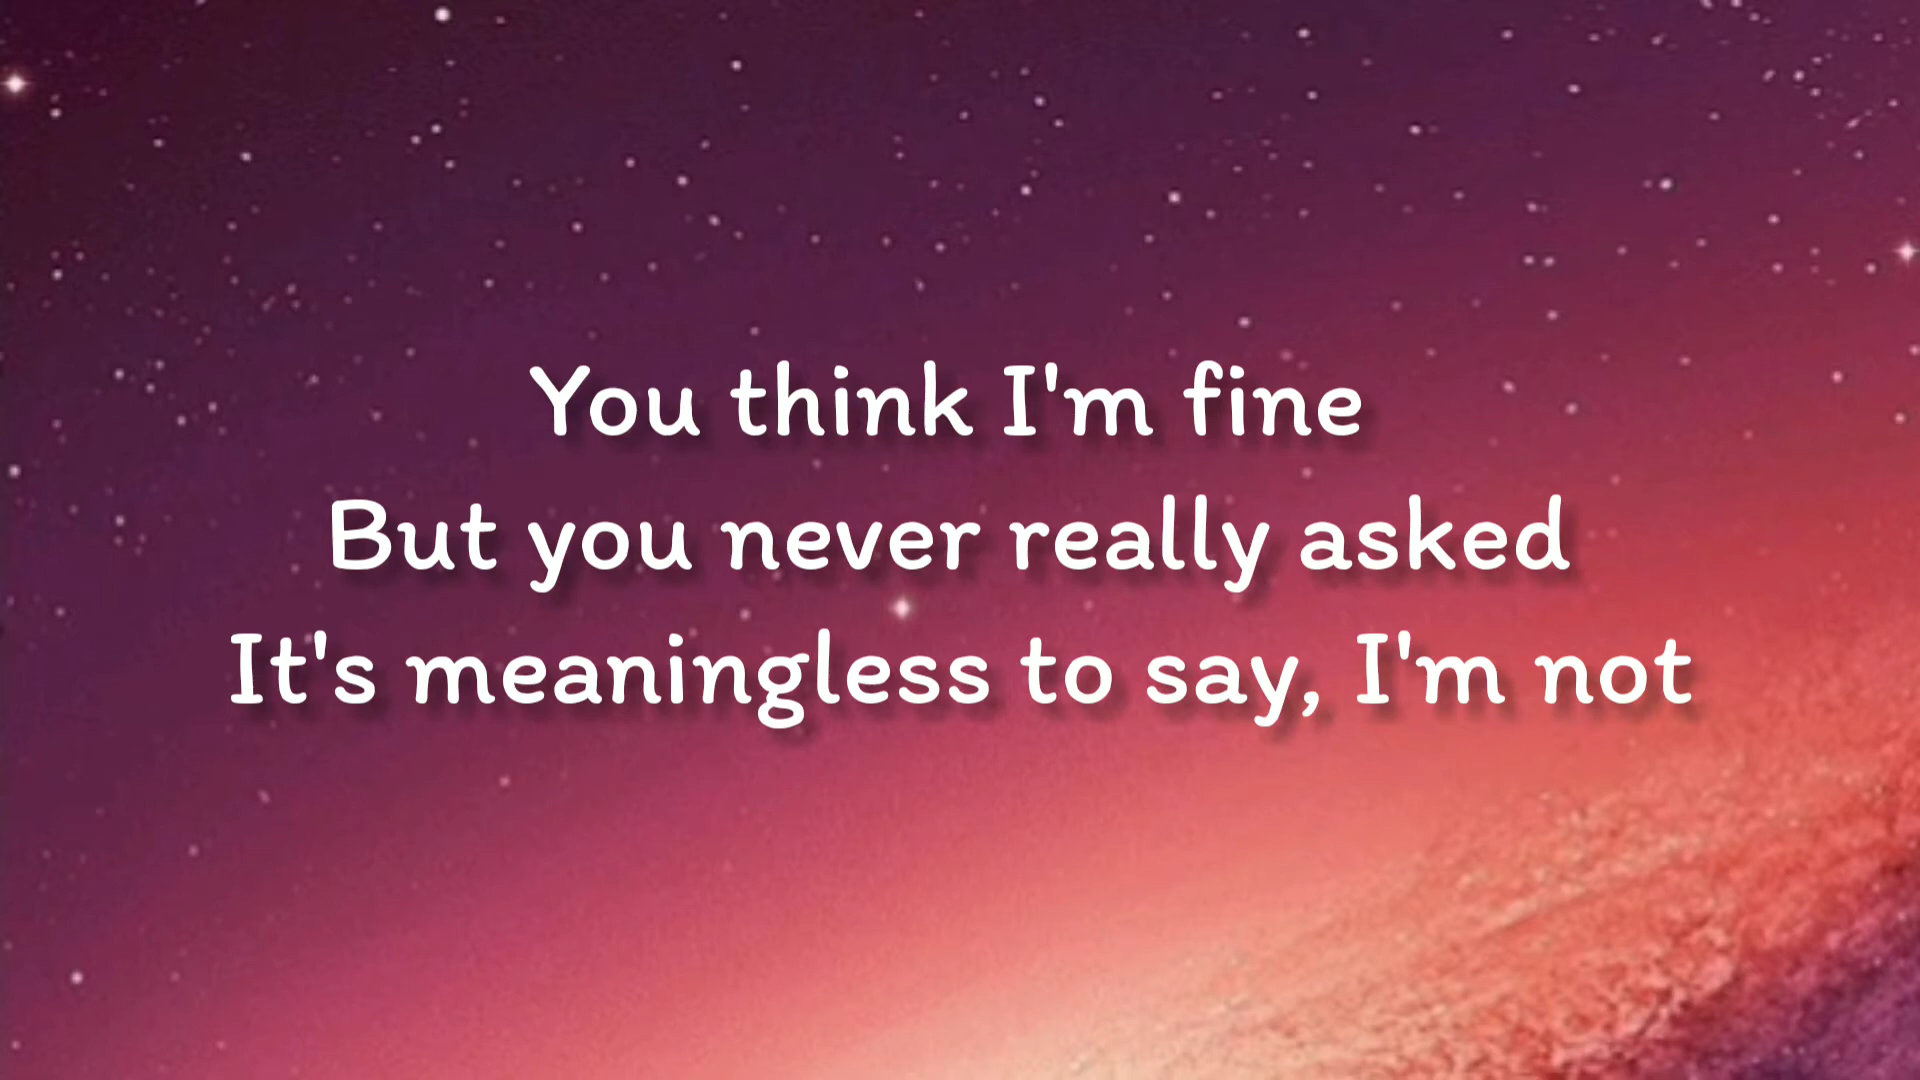 You think I'm fine
But you never really asked
It's meaningless to say, I'm not